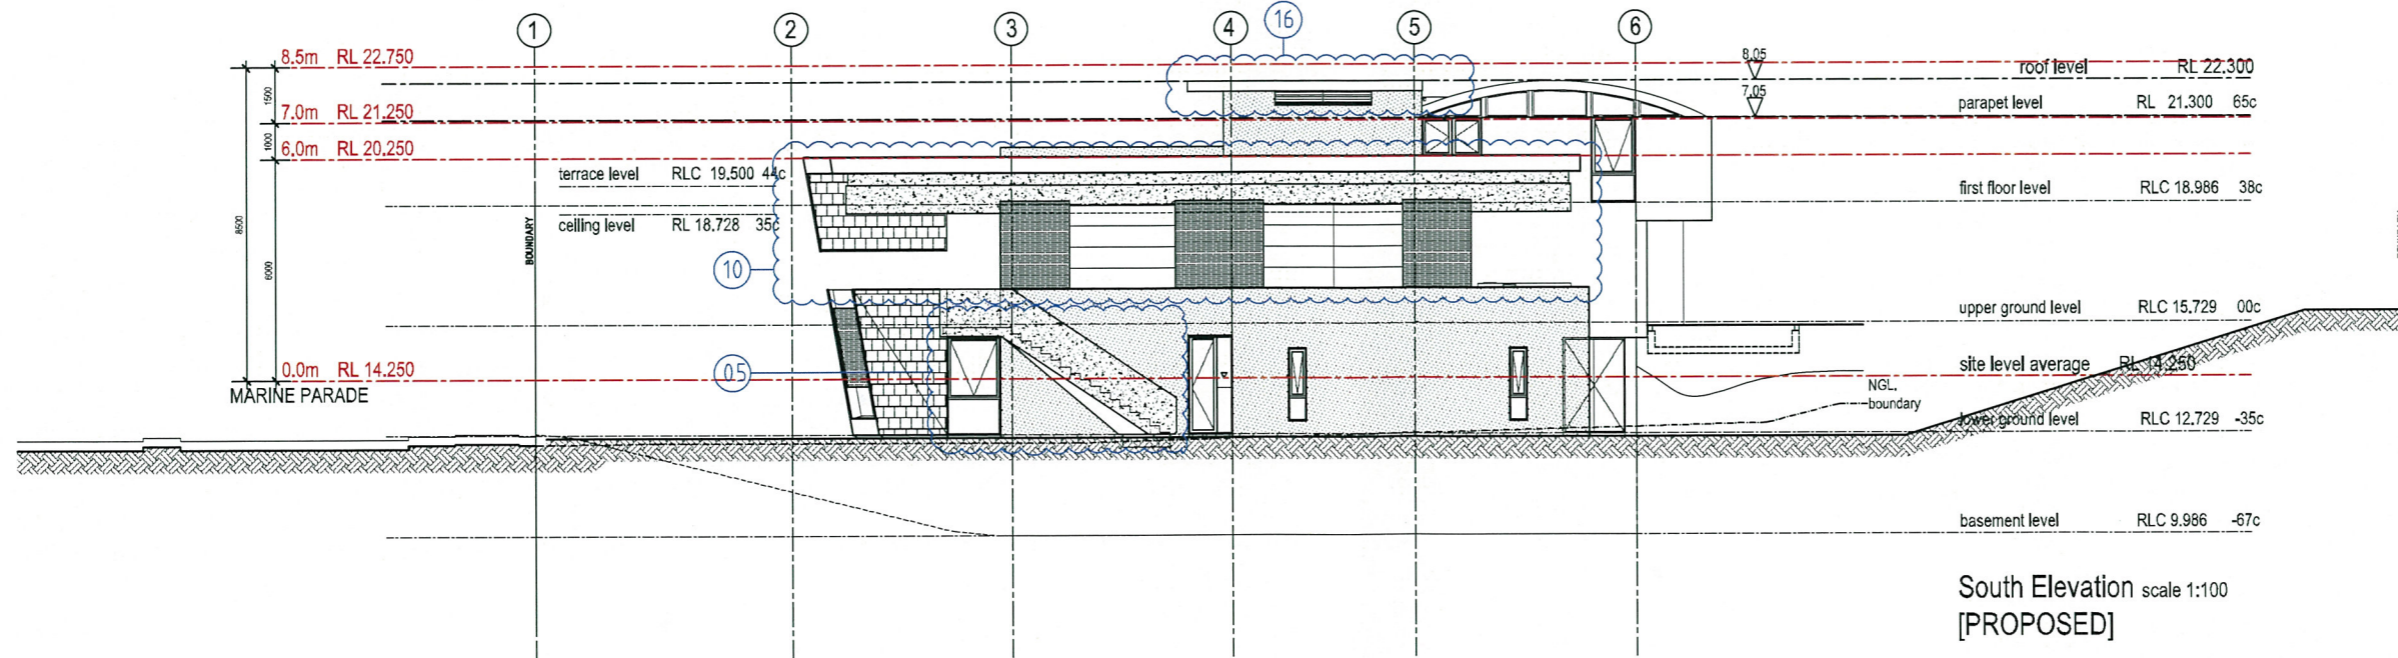 1 2 3 4 16 5 6
8.5m RL 22.750
8.05
roof level RL 22.300
1500
7.05
7.0m RL 21.250
parapet level RL 21.300 65c
1000
6.0m RL 20.250
terrace level RLC 19.500 44c
first floor level RLC 18.986 38c
8500
BOUNDARY
ceiling level RL 18.728 35c
6000
10
upper ground level RLC 15.729 00c
0.0m RL 14.250
05
site level average RL 14.250
MARINE PARADE
NGL.
boundary
lower ground level RLC 12.729 -35c
basement level RLC 9.986 -67c
South Elevation scale 1:100
[PROPOSED]